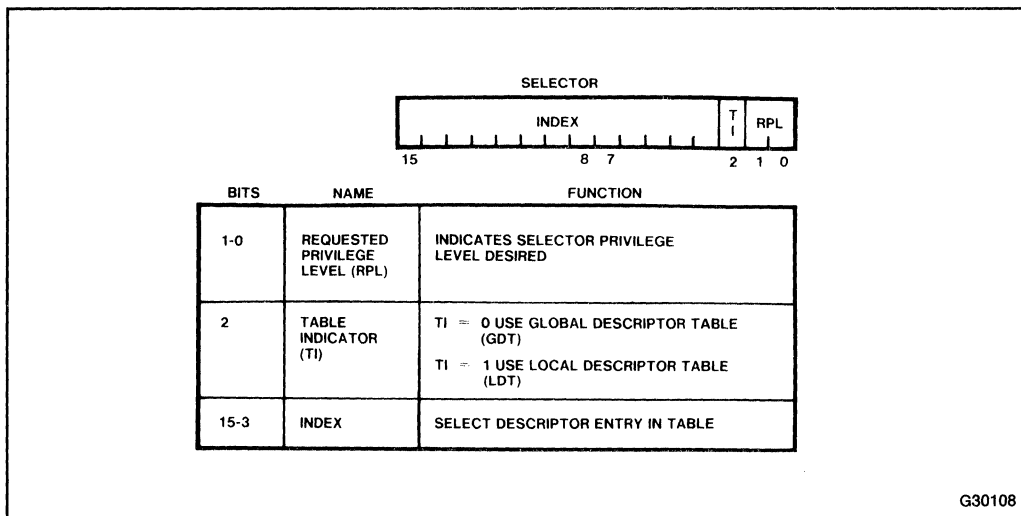 SELECTOR
INDEX
T
I
RPL
15 8 7 2 1 0
BITS NAME FUNCTION
1-0 REQUESTED PRIVILEGE LEVEL (RPL) INDICATES SELECTOR PRIVILEGE LEVEL DESIRED
2 TABLE INDICATOR (TI) TI = 0 USE GLOBAL DESCRIPTOR TABLE (GDT)
TI = 1 USE LOCAL DESCRIPTOR TABLE (LDT)
15-3 INDEX SELECT DESCRIPTOR ENTRY IN TABLE
G30108